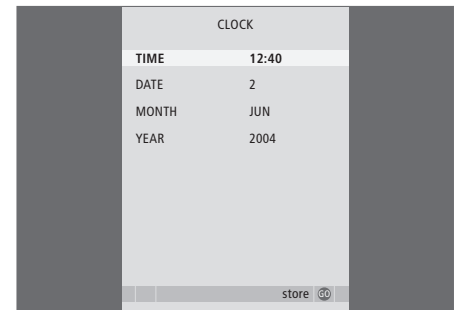 CLOCK
TIME 12:40
DATE 2
MONTH JUN
YEAR 2004
store GO